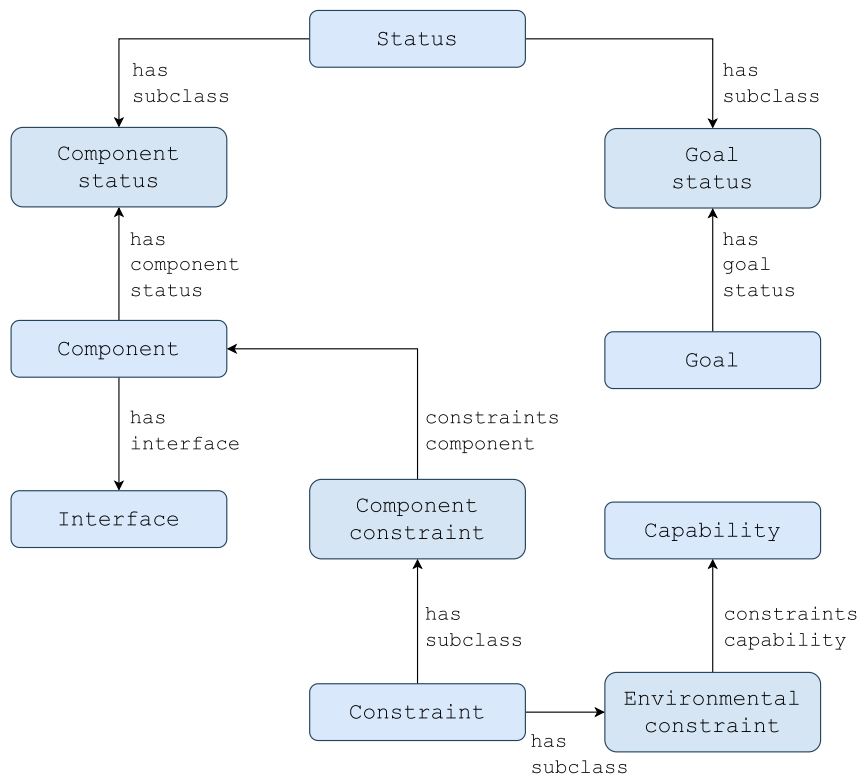 Status
has
subclass
has
subclass
Component
status
Goal
status
has
component
status
has
goal
status
Component
Goal
has
interface
constraints
component
Interface
Component
constraint
Capability
has
subclass
constraints
capability
Constraint
Environmental
constraint
has
subclass